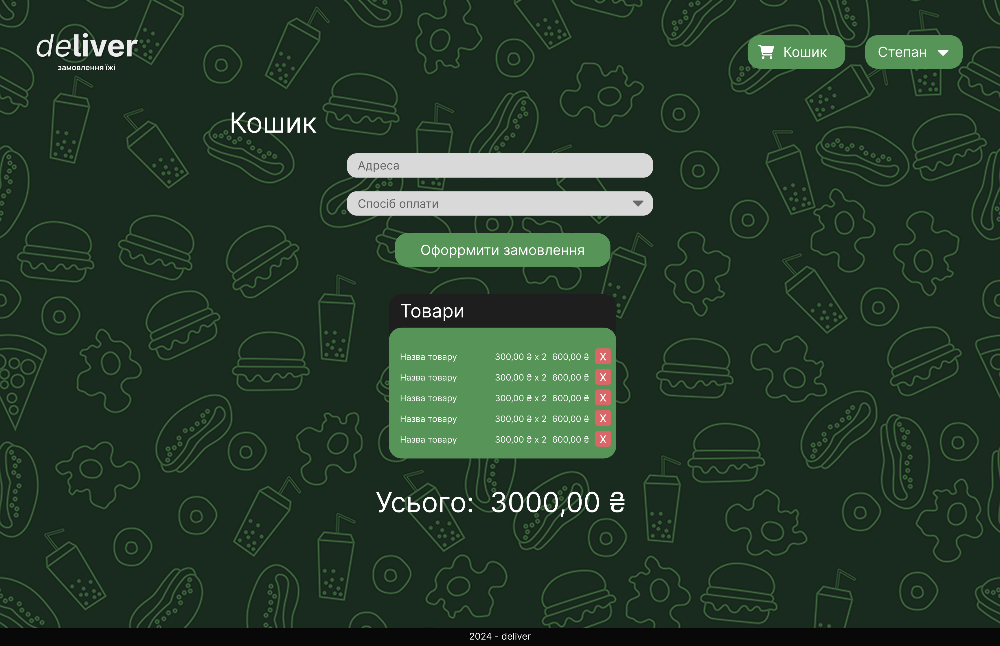 deliver
замовлення їжі
Кошик
Степан
Кошик
Адреса
Спосіб оплати
Офоррмити замовлення
Товари
Назва товару 300,00 ₴ x 2 600,00 ₴ X
Назва товару 300,00 ₴ x 2 600,00 ₴ X
Назва товару 300,00 ₴ x 2 600,00 ₴ X
Назва товару 300,00 ₴ x 2 600,00 ₴ X
Назва товару 300,00 ₴ x 2 600,00 ₴ X
Усього: 3000,00 ₴
2024 - deliver